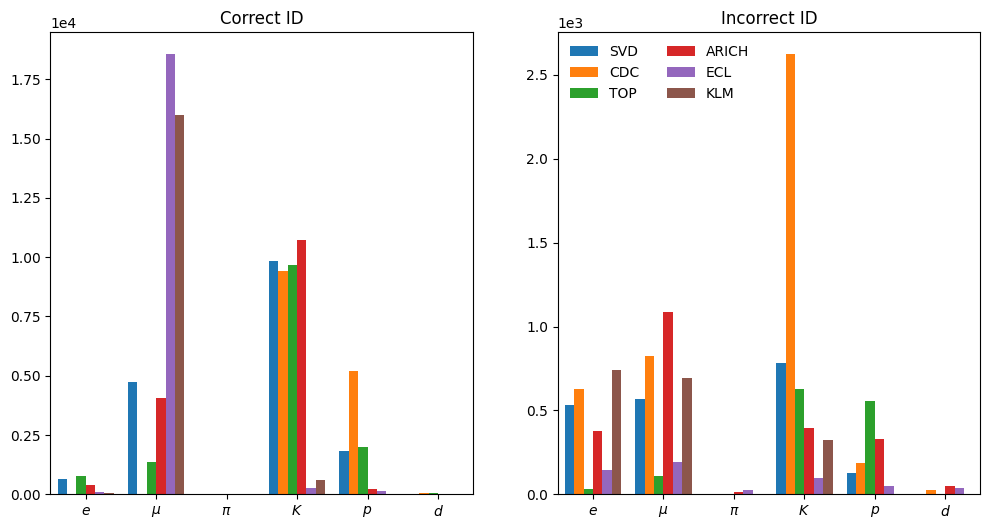 Correct ID
1e4
1.75
1.50
1.25
1.00
0.75
0.50
0.25
0.00
e
μ
π
K
p
d
Incorrect ID
1e3
2.5
2.0
1.5
1.0
0.5
0.0
SVD
CDC
TOP
ARICH
ECL
KLM
e
μ
π
K
p
d